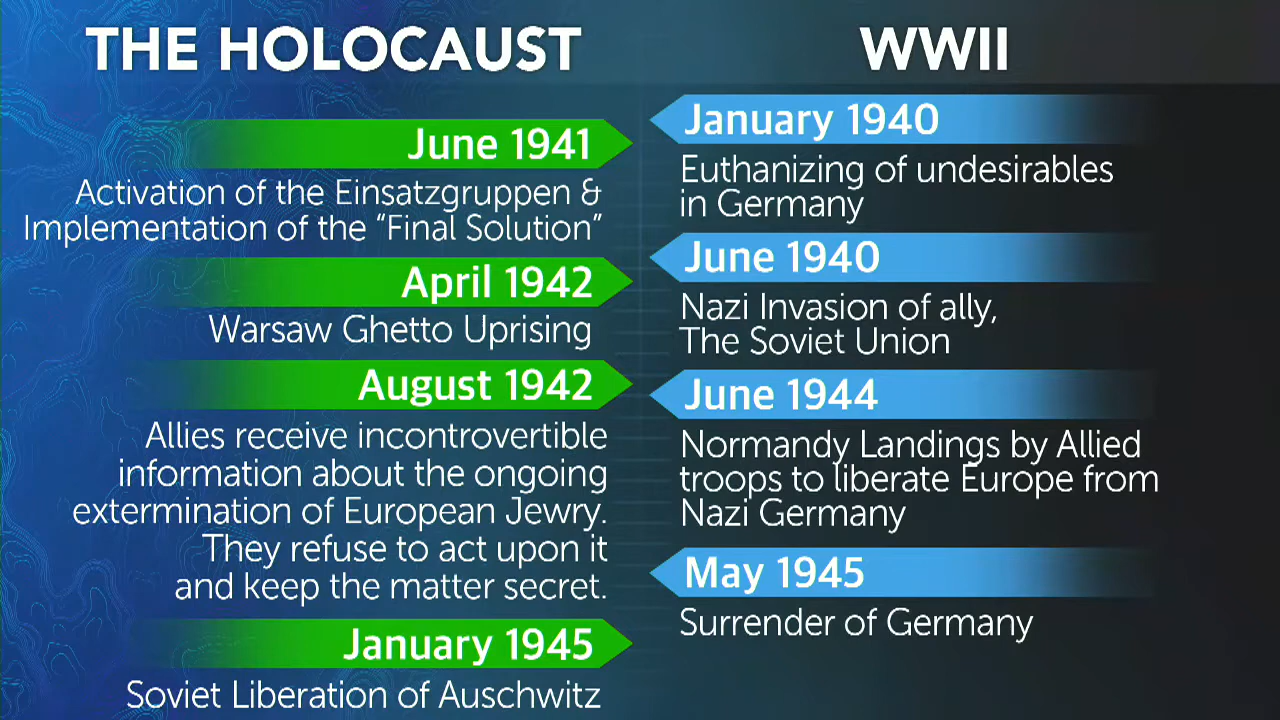 THE HOLOCAUST
June 1941
Activation of the Einsatzgruppen &
Implementation of the “Final Solution”
April 1942
Warsaw Ghetto Uprising
August 1942
Allies receive incontrovertible
information about the ongoing
extermination of European Jewry.
They refuse to act upon it
and keep the matter secret.
January 1945
Soviet Liberation of Auschwitz
WWII
January 1940
Euthanizing of undesirables
in Germany
June 1940
Nazi Invasion of ally,
The Soviet Union
June 1944
Normandy Landings by Allied
troops to liberate Europe from
Nazi Germany
May 1945
Surrender of Germany